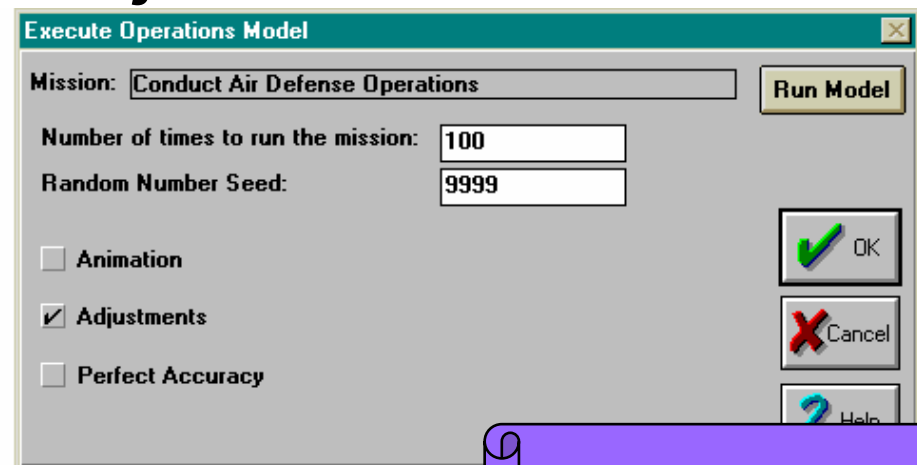 Execute Operations Model
Mission: Conduct Air Defense Operations
Run Model
Number of times to run the mission: 100
Random Number Seed: 9999
OK
Animation
Adjustments
Cancel
Perfect Accuracy
Help